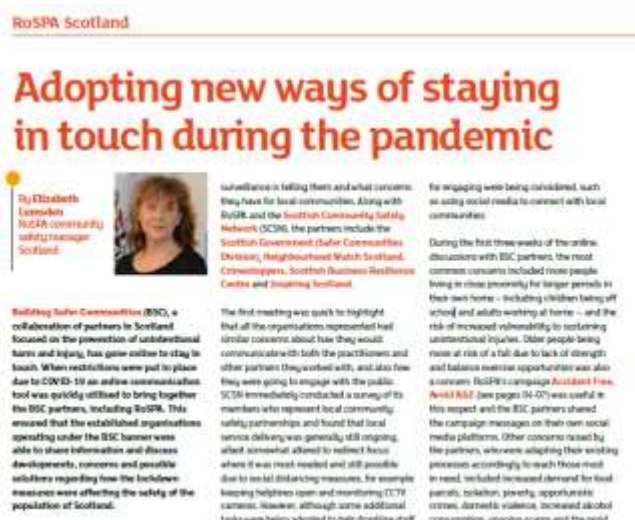 RoSPA Scotland
Adopting new ways of staying
in touch during the pandemic
By Elizabeth
Lumsden
RoSPA community
safety manager
Scotland
Building Safer Communities (BSC), a
collaboration of partners in Scotland
focused on the prevention of unintentional
harm and injury, has gone online to stay in
touch. When restrictions were put in place
due to COVID-19 an online communication
tool was quickly utilised to bring together
the BSC partners, including RoSPA. This
ensured that the established organisations
operating under the BSC banner were
able to share information and discuss
developments, concerns and possible
solutions regarding how the lockdown
measures were affecting the safety of the
population of Scotland.
surveillance is telling them and what concerns
they have for local communities. Along with
RoSPA and the Scottish Community Safety
Network (SCSN), the partners include the
Scottish Government (Safer Communities
Division), Neighbourhood Watch Scotland,
Crimestoppers, Scottish Business Resilience
Centre and Inspiring Scotland.
The first meeting was quick to highlight
that all the organisations represented had
similar concerns about how they would
communicate with both the practitioners and
other partners they worked with, and also how
they were going to engage with the public.
SCSN immediately conducted a survey of its
members who represent local community
safety partnerships and found that local
service delivery was generally still ongoing,
albeit somewhat altered to redirect focus
where it was most needed and still possible
due to social distancing measures, for example
keeping helplines open and monitoring CCTV
cameras. However, although some additional
tasks were being adopted to help frontline staff
for engaging were being considered, such
as using social media to connect with local
communities.
During the first three weeks of the online
discussions with BSC partners, the most
common concerns included more people
living in close proximity for longer periods in
their own home – including children being off
school and adults working at home – and the
risk of increased vulnerability to sustaining
unintentional injuries. Older people being
more at risk of a fall due to lack of strength
and balance exercise opportunities was also
a concern. RoSPA's campaign Accident Free,
Avoid A&E (see pages 04-07) was useful in
this respect and the BSC partners shared
the campaign messages on their own social
media platforms. Other concerns raised by
the partners, who were adapting their existing
processes accordingly to reach those most
in need, included increased demand for food
parcels, isolation, poverty, opportunistic
crimes, domestic violence, increased alcohol